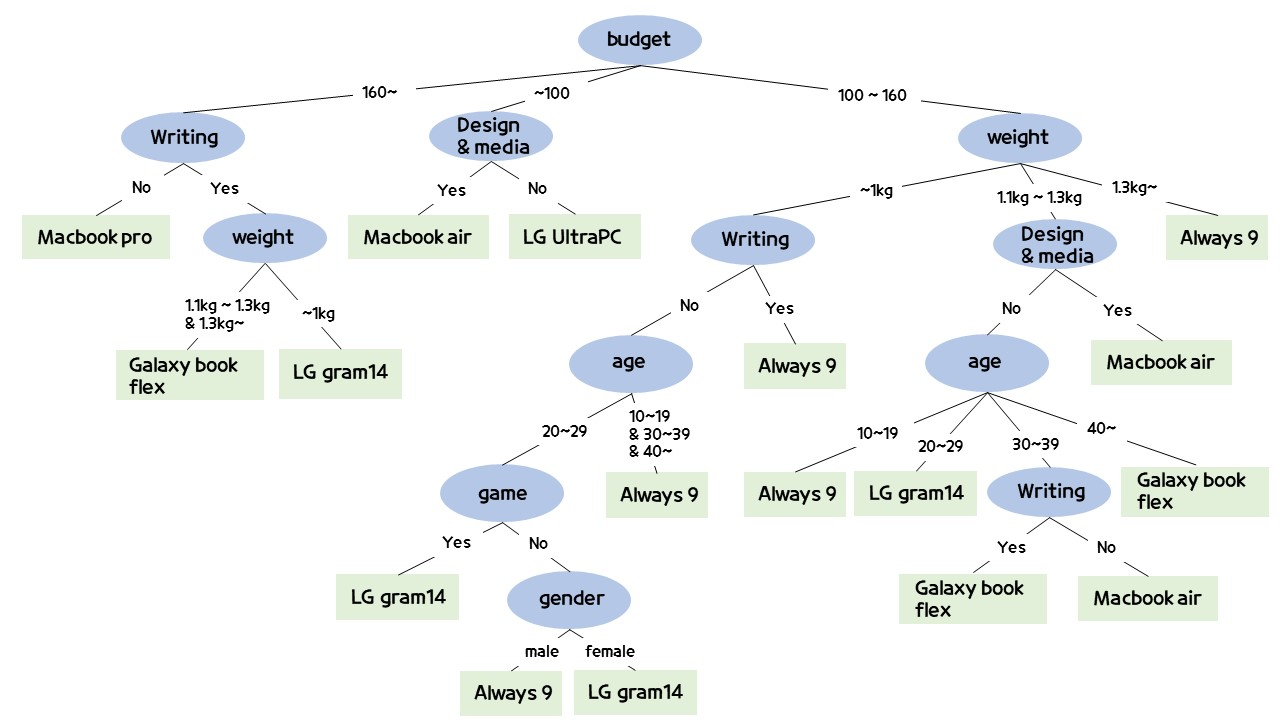 budget
160~
~100
100 ~ 160
Writing
Design
& media
weight
No
Yes
Yes
No
~1kg
1.1kg ~ 1.3kg
1.3kg~
Macbook pro
weight
Macbook air
LG UltraPC
Writing
Design
& media
Always 9
1.1kg ~ 1.3kg
& 1.3kg~
~1kg
No
Yes
No
Yes
Galaxy book
flex
LG gram14
age
Always 9
age
Macbook air
20~29
10~19
& 30~39
& 40~
10~19
20~29
30~39
40~
game
Always 9
Always 9
LG gram14
Writing
Galaxy book
flex
Yes
No
Yes
No
LG gram14
gender
Galaxy book
flex
Macbook air
male
female
Always 9
LG gram14